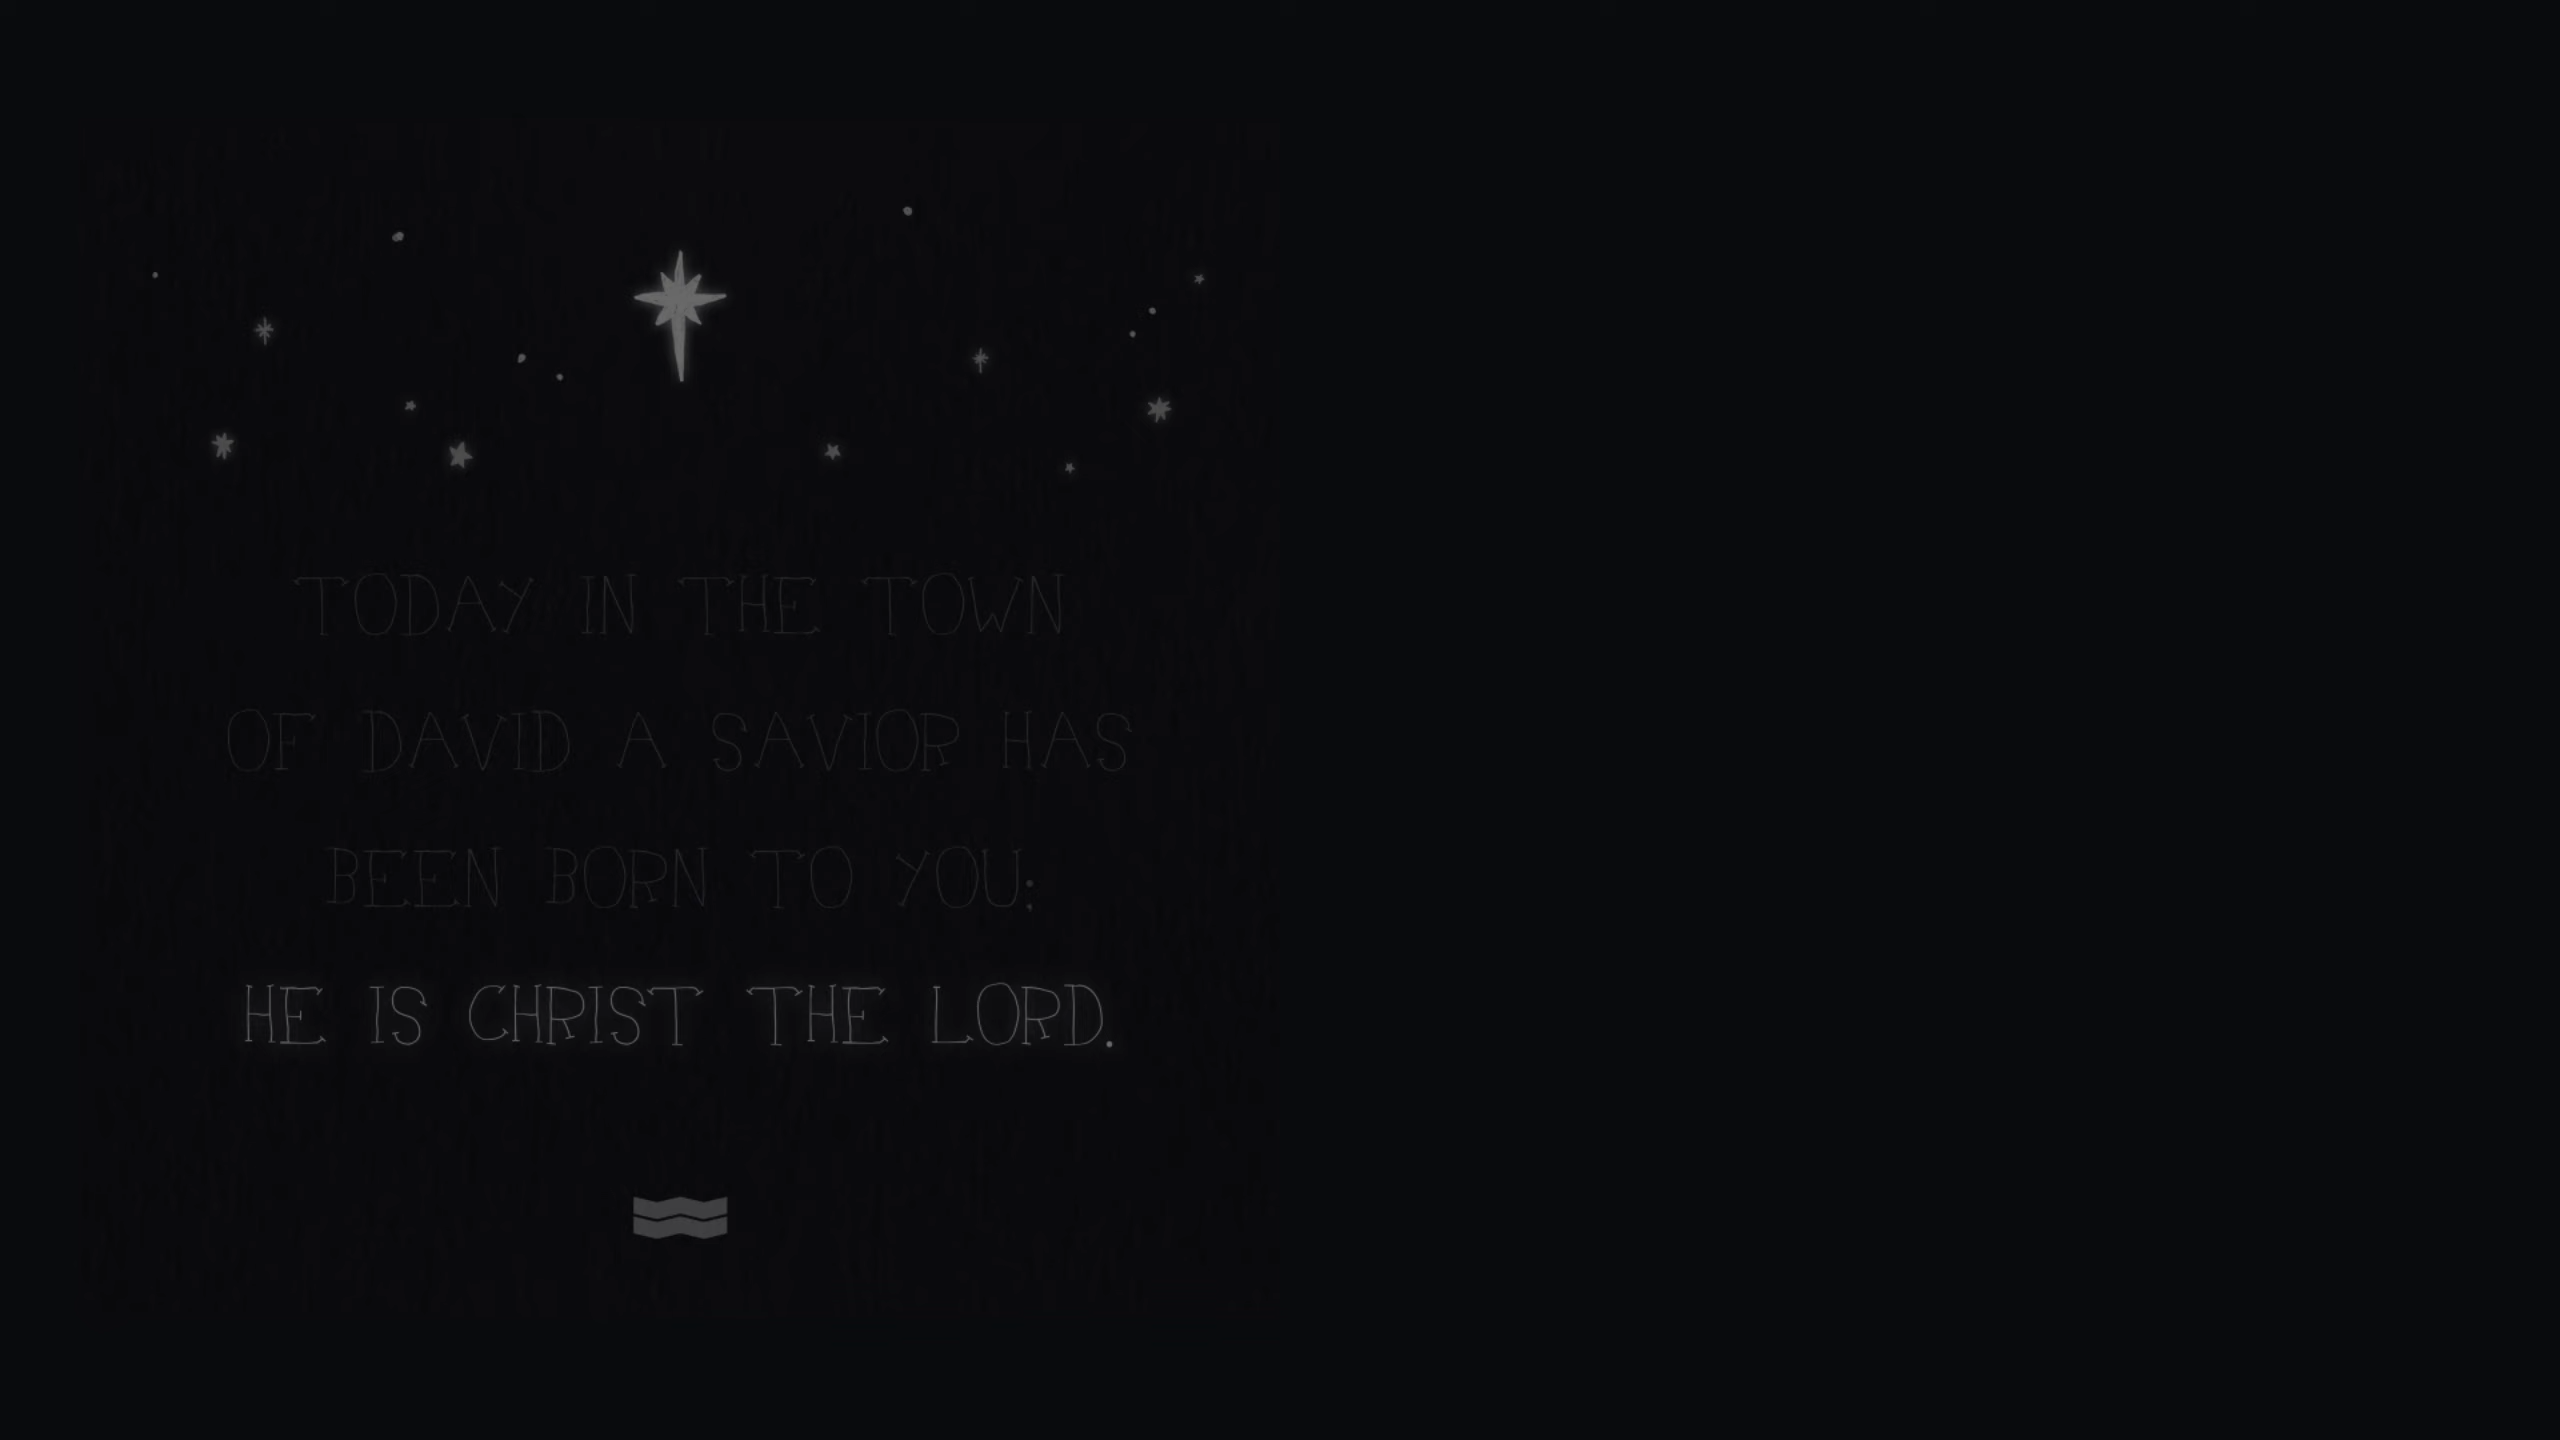 TODAY IN THE TOWN
OF DAVID A SAVIOR HAS
BEEN BORN TO YOU;
HE IS CHRIST THE LORD.